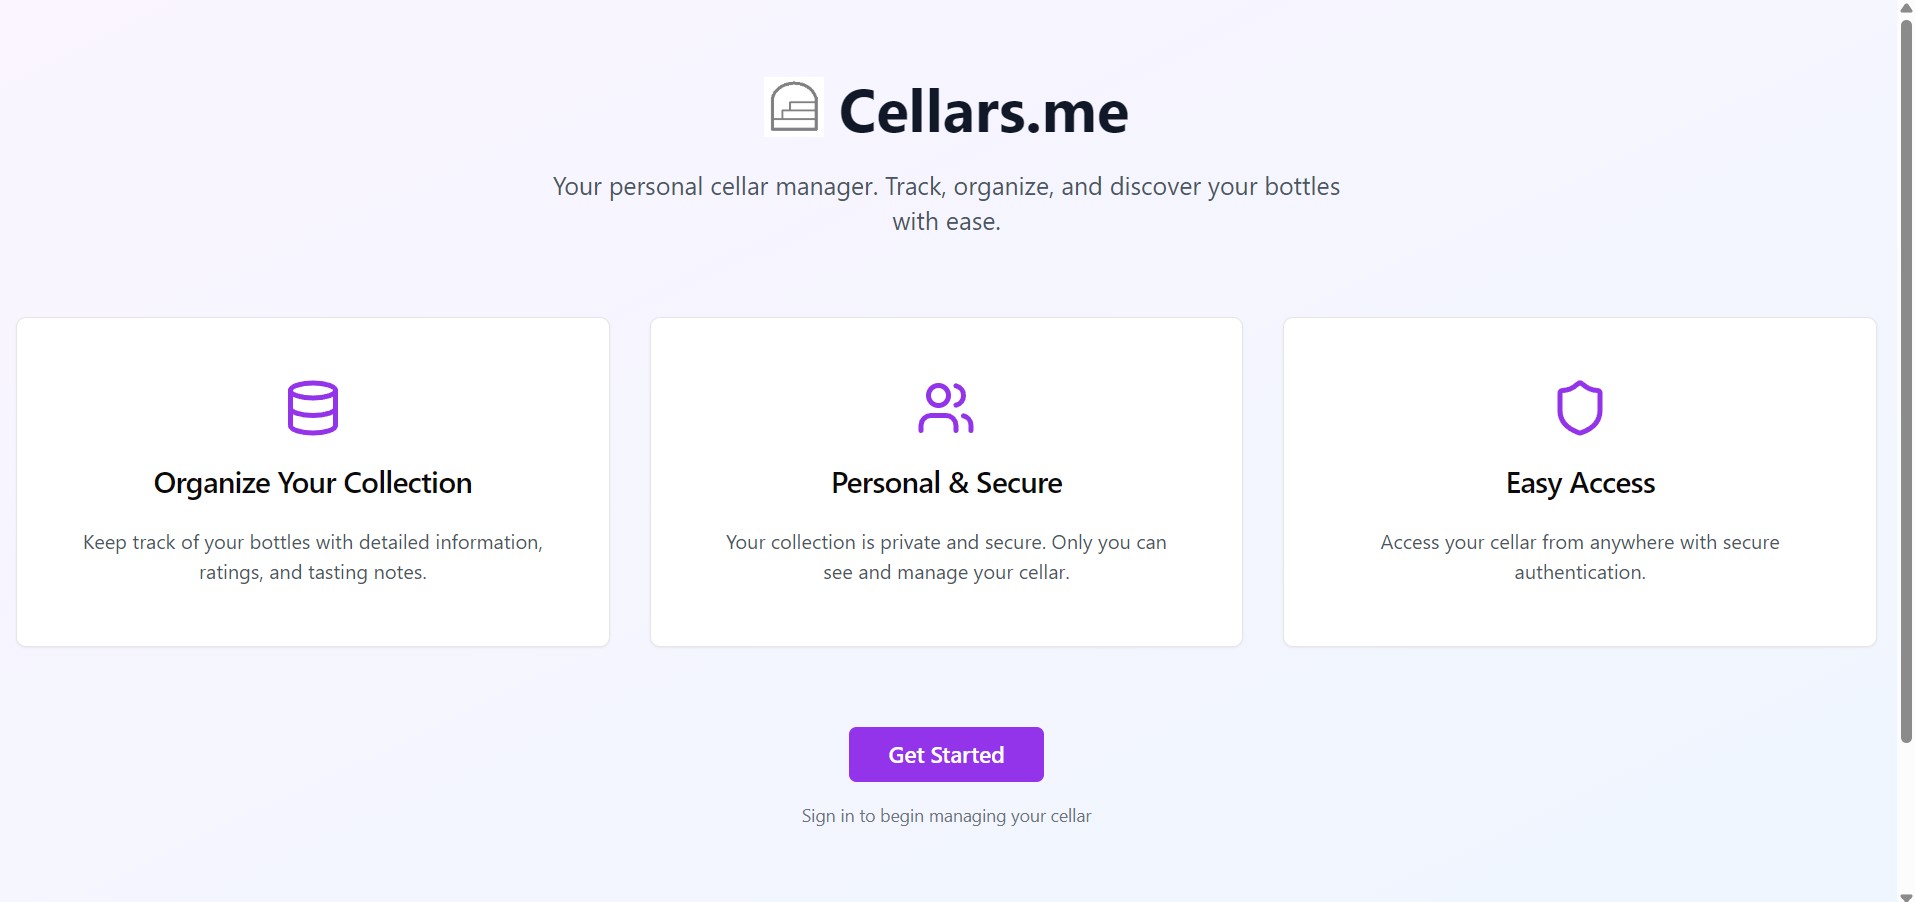 Cellars.me
Your personal cellar manager. Track, organize, and discover your bottles
with ease.
Organize Your Collection
Keep track of your bottles with detailed information,
ratings, and tasting notes.
Personal & Secure
Your collection is private and secure. Only you can
see and manage your cellar.
Easy Access
Access your cellar from anywhere with secure
authentication.
Get Started
Sign in to begin managing your cellar